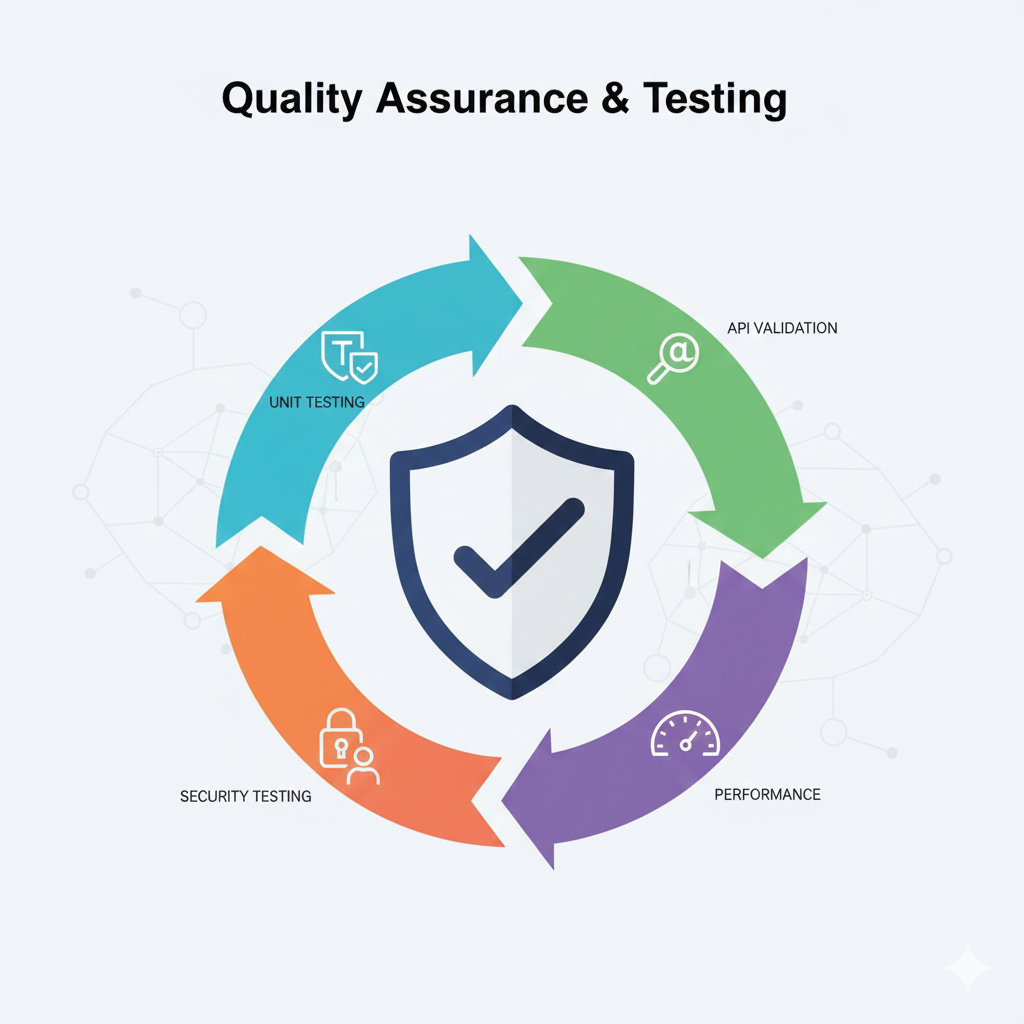 Quality Assurance & Testing
API VALIDATION
T
@
UNIT TESTING
PERFORMANCE
SECURITY TESTING